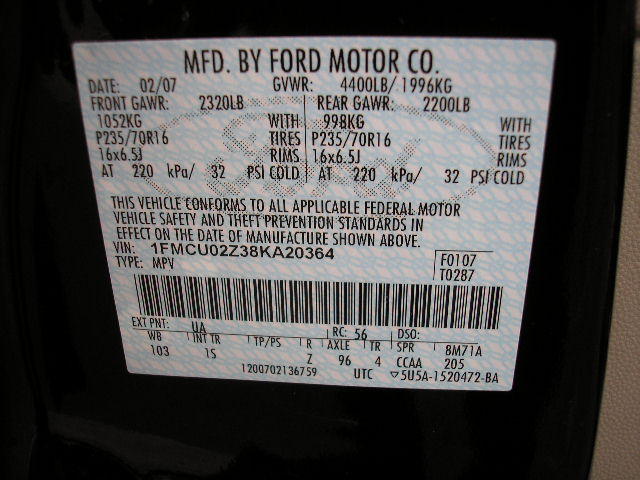 MFD. BY FORD MOTOR CO.
DATE: 02/07 GVWR: 4400LB/ 1996KG
FRONT GAWR: 2320LB REAR GAWR: 2200LB
1052KG WITH 998KG WITH
P235/70R16 TIRES P235/70R16 TIRES
16x6.5J RIMS 16x6.5J RIMS
AT 220 kPa/ 32 PSI COLD AT 220 kPa/ 32 PSI COLD
THIS VEHICLE CONFORMS TO ALL APPLICABLE FEDERAL MOTOR
VEHICLE SAFETY AND THEFT PREVENTION STANDARDS IN
EFFECT ON THE DATE OF MANUFACTURE SHOWN ABOVE.
VIN: 1FMCU02Z38KA20364 F0107
TYPE: MPV T0287
EXT PNT: UA RC: 56 DSO:
WB INT TR TP/PS R AXLE TR SPR 8M71A
103 1S Z 96 4 CCAA 205
1200702136759 UTC ▽5U5A-1520472-BA
Ford